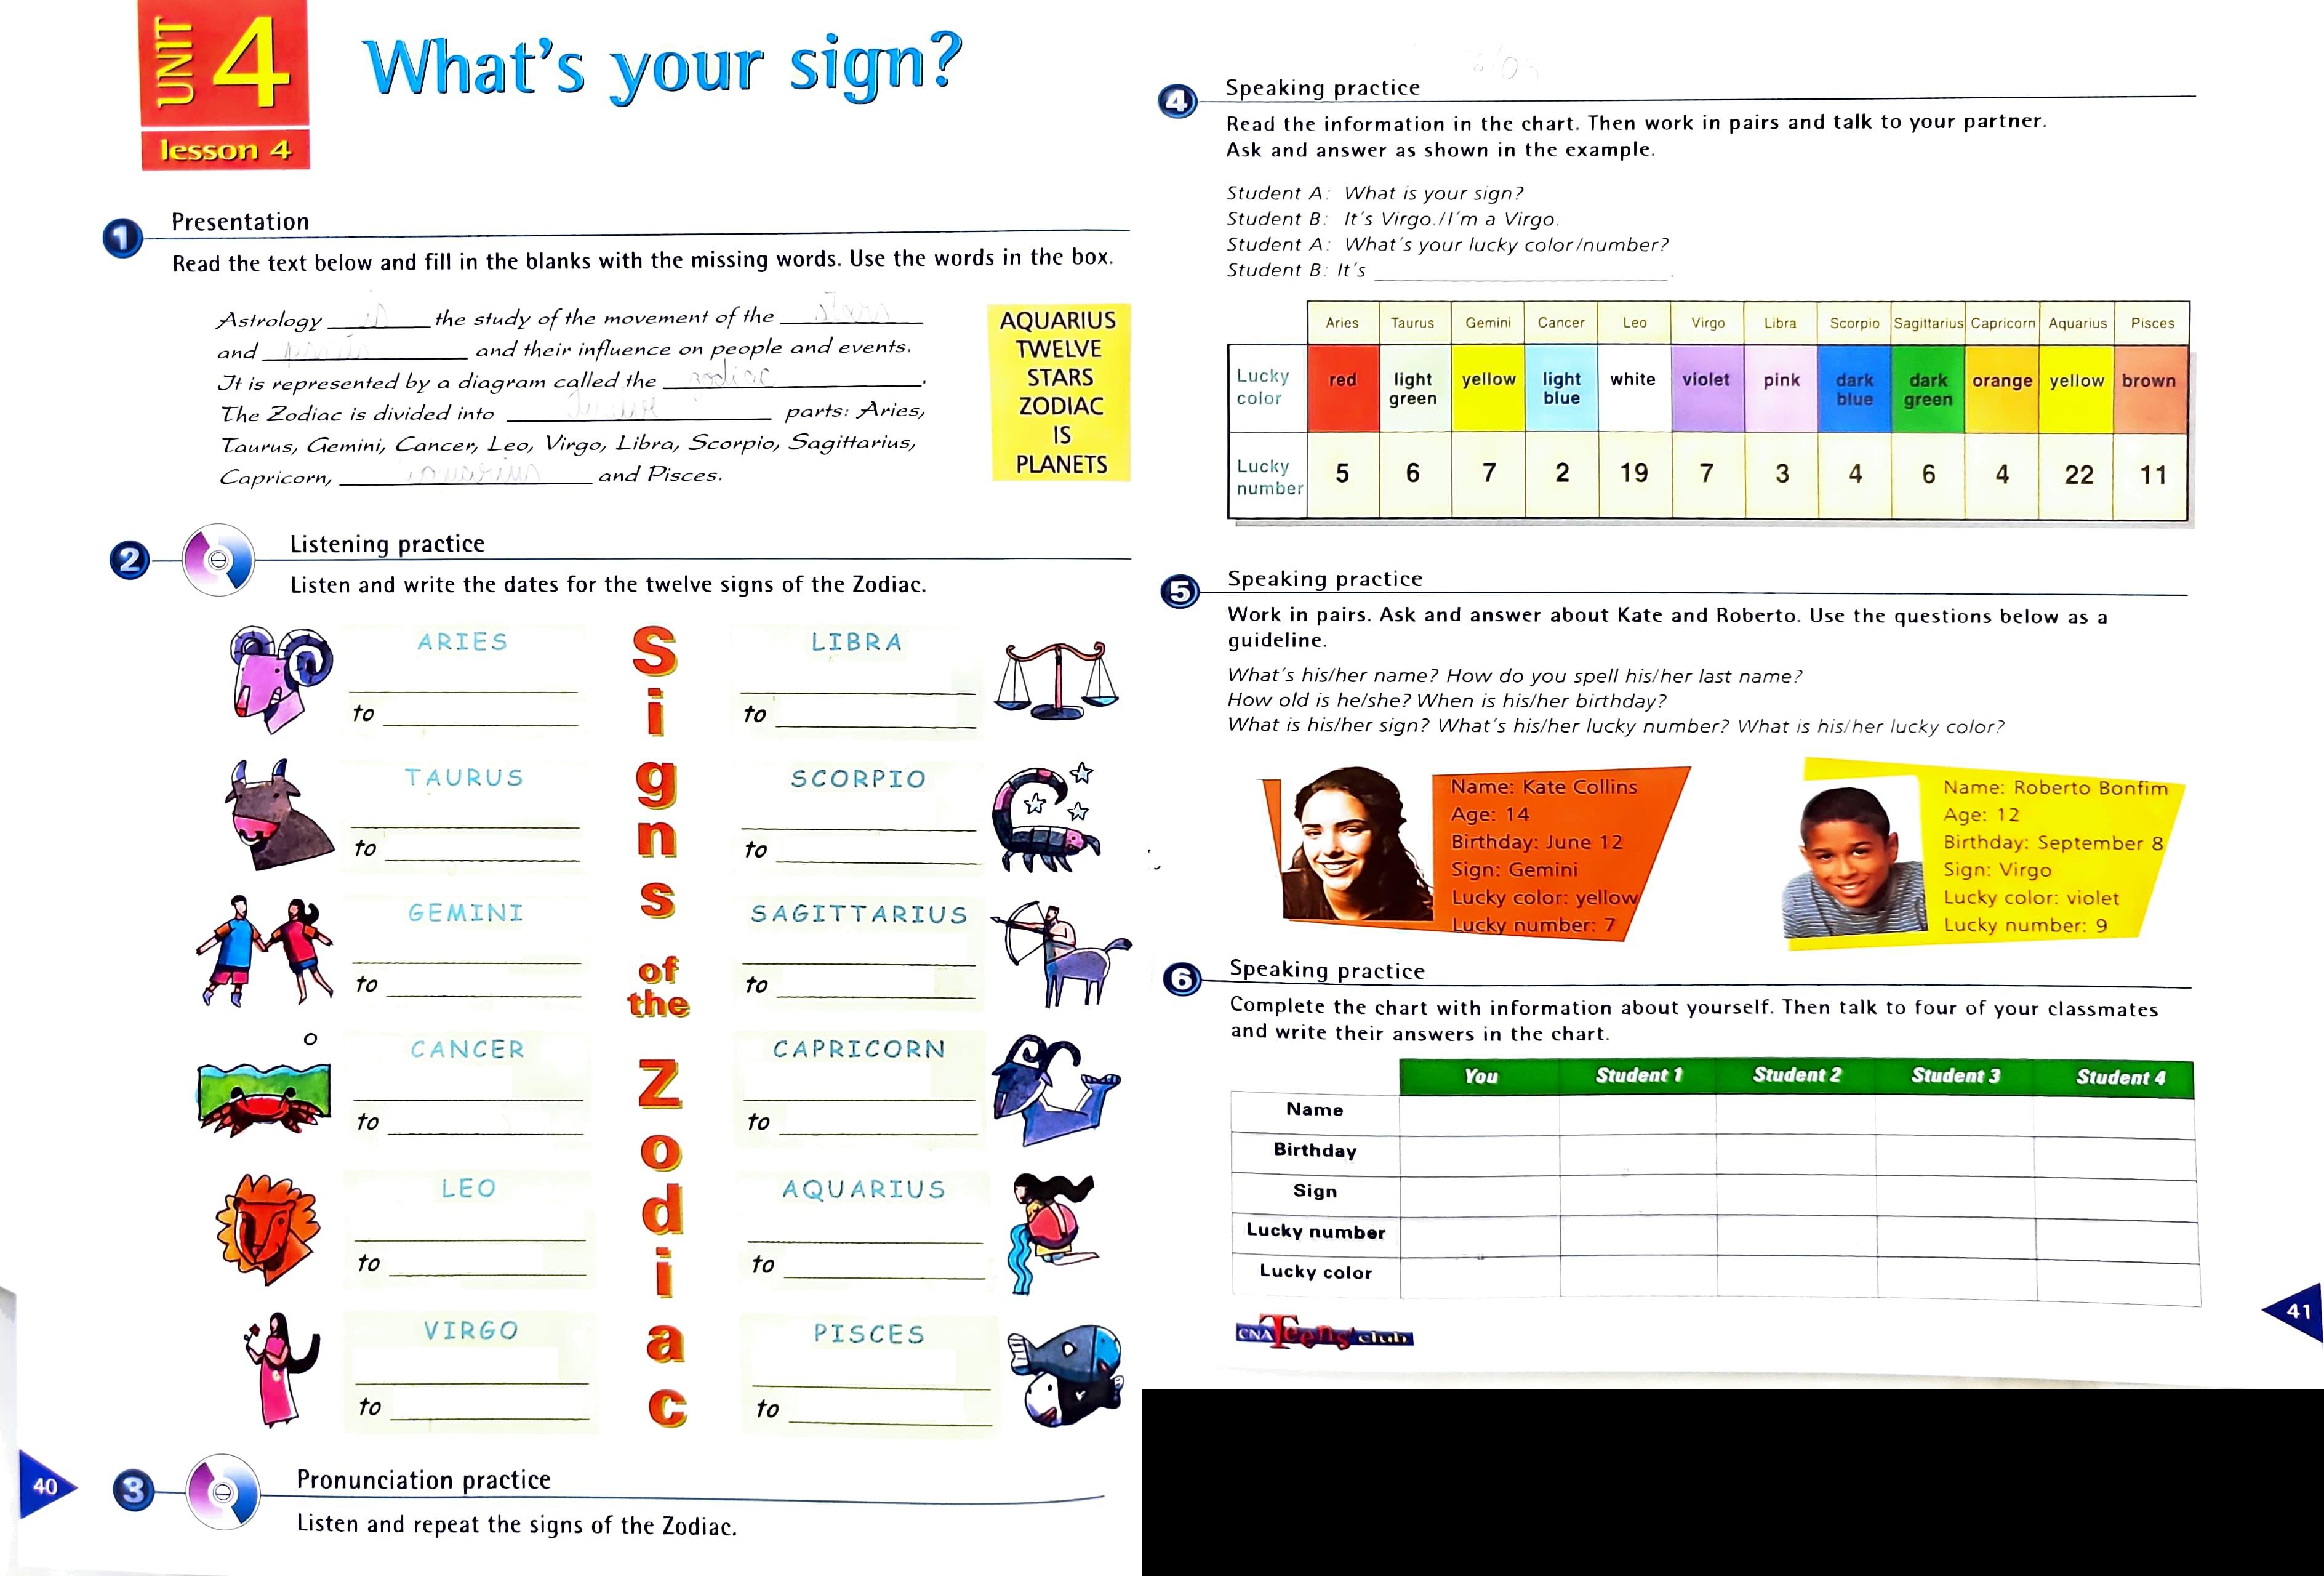 UNIT 4
lesson 4
What's your sign?
1 Presentation
Read the text below and fill in the blanks with the missing words. Use the words in the box.
Astrology is the study of the movement of the stars
and and their influence on people and events.
It is represented by a diagram called the zodiac.
The Zodiac is divided into parts: Aries,
Taurus, Gemini, Cancer, Leo, Virgo, Libra, Scorpio, Sagittarius,
Capricorn, and Pisces.
AQUARIUS
TWELVE
STARS
ZODIAC
IS
PLANETS
2 Listening practice
Listen and write the dates for the twelve signs of the Zodiac.
Signs of the Zodiac
ARIES
to
TAURUS
to
GEMINI
to
CANCER
to
LEO
to
VIRGO
to
LIBRA
to
SCORPIO
to
SAGITTARIUS
to
CAPRICORN
to
AQUARIUS
to
PISCES
to
3 Pronunciation practice
Listen and repeat the signs of the Zodiac.
40
4 Speaking practice
Read the information in the chart. Then work in pairs and talk to your partner.
Ask and answer as shown in the example.
Student A: What is your sign?
Student B: It's Virgo./I'm a Virgo.
Student A: What's your lucky color/number?
Student B: It's ____.
Aries Taurus Gemini Cancer Leo Virgo Libra Scorpio Sagittarius Capricorn Aquarius Pisces
Lucky color red light green yellow light blue white violet pink dark blue dark green orange yellow brown
Lucky number 5 6 7 2 19 7 3 4 6 4 22 11
5 Speaking practice
Work in pairs. Ask and answer about Kate and Roberto. Use the questions below as a
guideline.
What's his/her name? How do you spell his/her last name?
How old is he/she? When is his/her birthday?
What is his/her sign? What's his/her lucky number? What is his/her lucky color?
Name: Kate Collins
Age: 14
Birthday: June 12
Sign: Gemini
Lucky color: yellow
Lucky number: 7
Name: Roberto Bonfim
Age: 12
Birthday: September 8
Sign: Virgo
Lucky color: violet
Lucky number: 9
6 Speaking practice
Complete the chart with information about yourself. Then talk to four of your classmates
and write their answers in the chart.
You Student 1 Student 2 Student 3 Student 4
Name
Birthday
Sign
Lucky number
Lucky color
CNA Teens' club
41